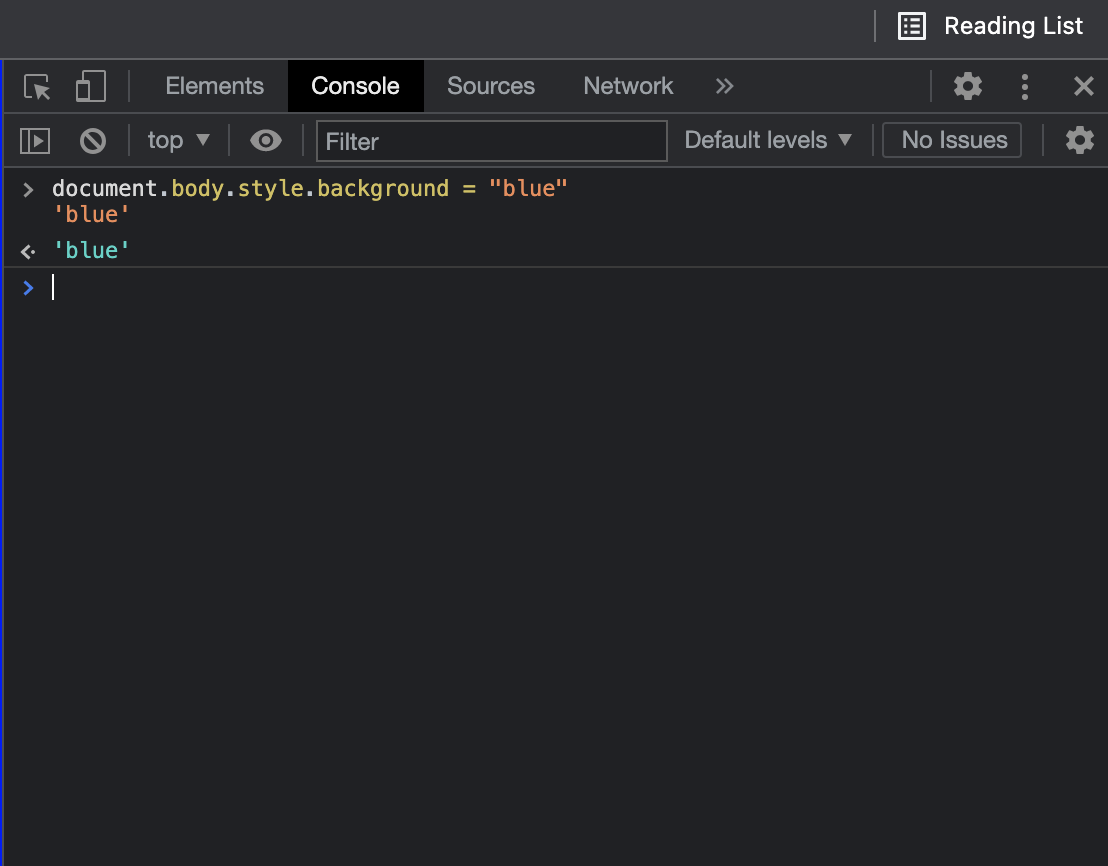 Reading List
Elements Console Sources Network
top Filter Default levels No Issues
document.body.style.background = "blue"
'blue'
'blue'